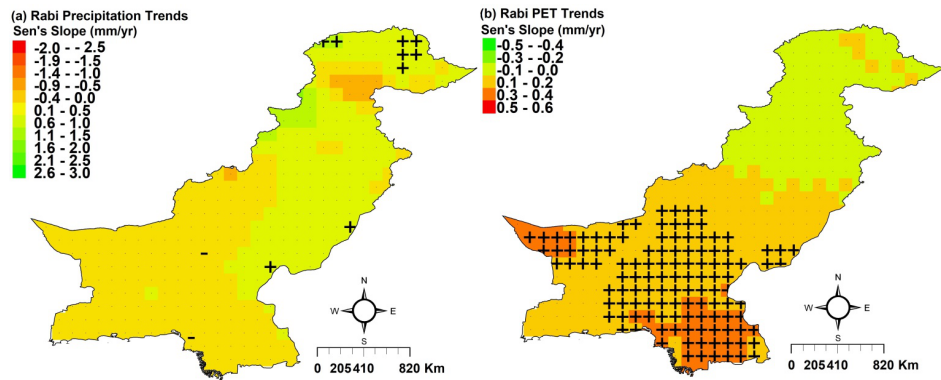 (a) Rabi Precipitation Trends
Sen's Slope (mm/yr)
-2.0 - - 2.5
-1.9 - -1.5
-1.4 - -1.0
-0.9 - -0.5
-0.4 - 0.0
0.1 - 0.5
0.6 - 1.0
1.1 - 1.5
1.6 - 2.0
2.1 - 2.5
2.6 - 3.0
N
W E
S
0 205 410 820 Km
(b) Rabi PET Trends
Sen's Slope (mm/yr)
-0.5 - -0.4
-0.3 - -0.2
-0.1 - 0.0
0.1 - 0.2
0.3 - 0.4
0.5 - 0.6
N
W E
S
0 205 410 820 Km